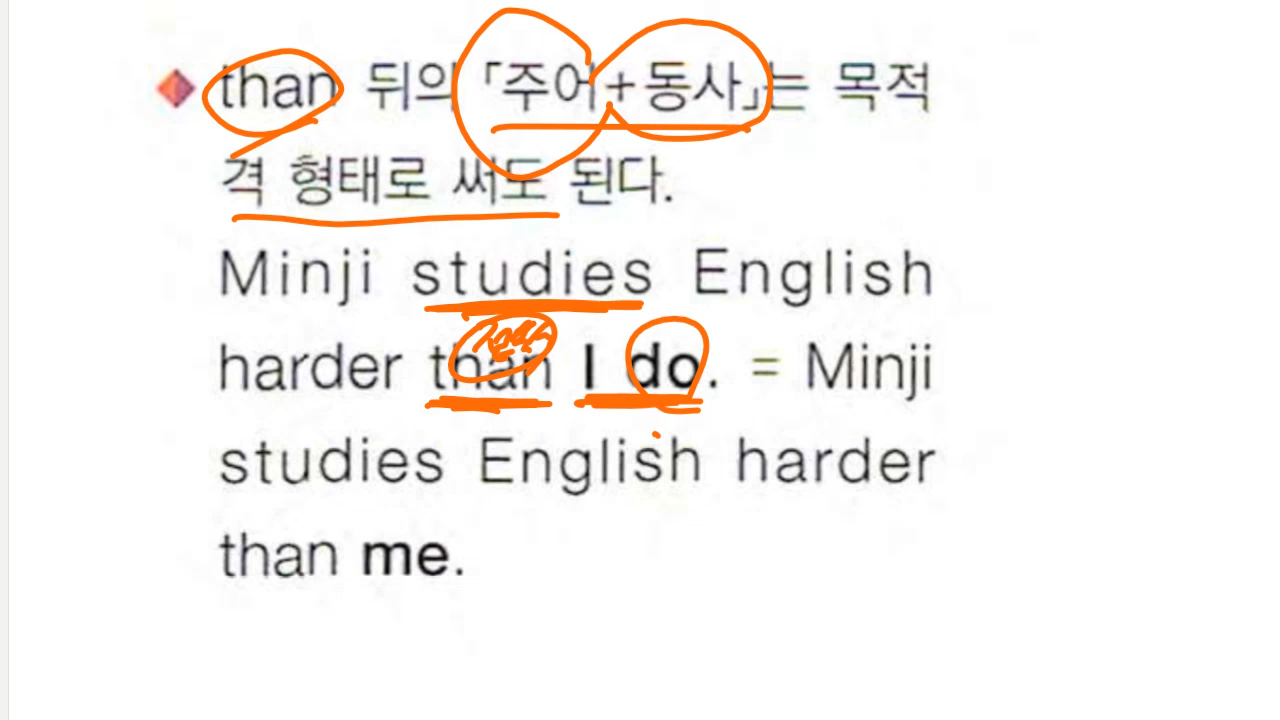 than 뒤의 「주어+동사」는 목적
격 형태로 써도 된다.
Minji studies English
harder than I do. = Minji
studies English harder
than me.